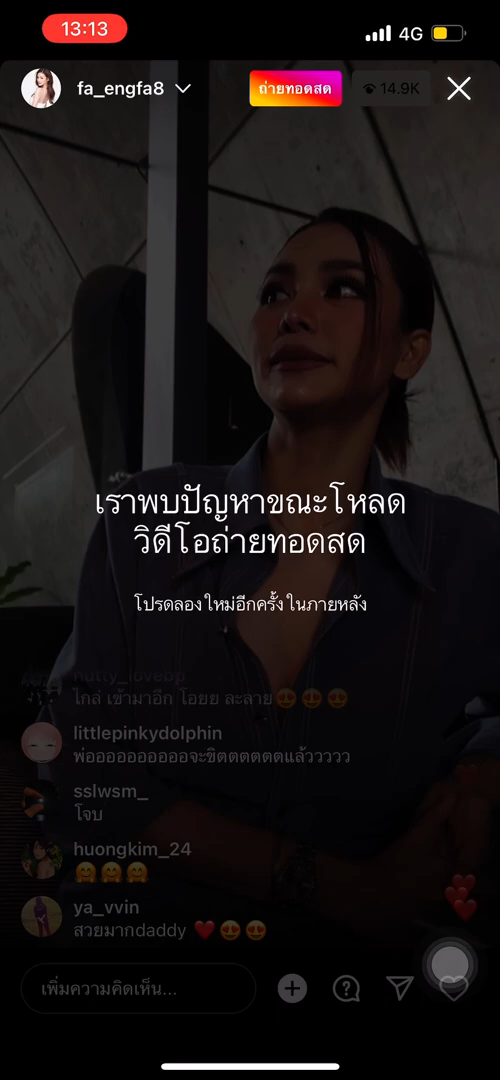 13:13
4G
fa_engfa8
ถ่ายทอดสด
14.9K
เราพบปัญหาขณะโหลด
วิดีโอถ่ายทอดสด
โปรดลองใหม่อีกครั้งในภายหลัง
nutty_lovebb
ไกล่ เข้ามาอีก โอยย ละลาย😍😍😍
littlepinkydolphin
พ่ออออออออออจะขิตตตตตตแล้วววววว
sslwsm_
โจบ
huongkim_24
🤗🤗🤗
ya_vvin
สวยมากdaddy ❤️😍😍
เพิ่มความคิดเห็น...